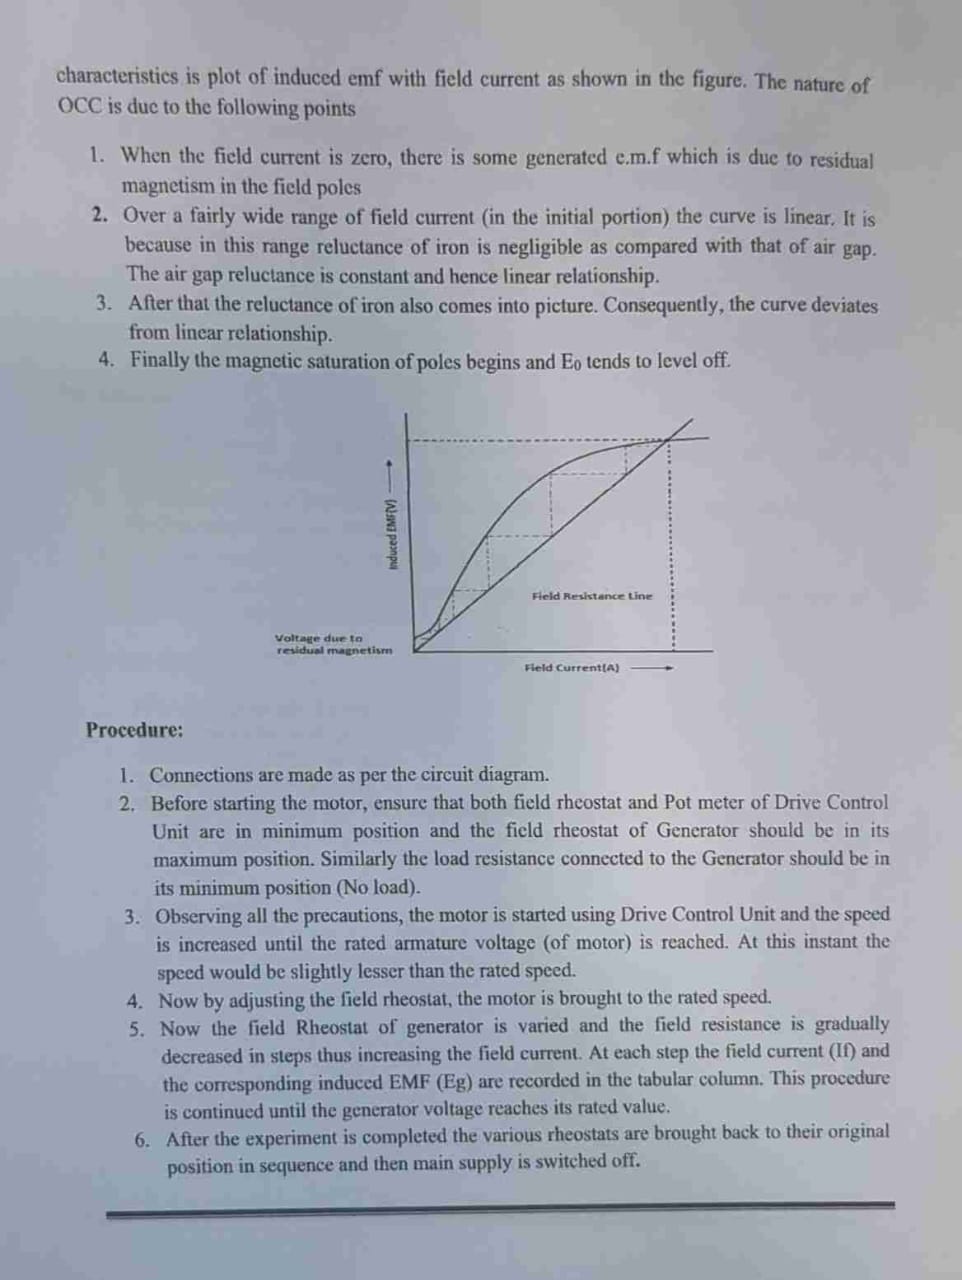 characteristics is plot of induced emf with field current as shown in the figure. The nature of
OCC is due to the following points
1. When the field current is zero, there is some generated e.m.f which is due to residual
magnetism in the field poles
2. Over a fairly wide range of field current (in the initial portion) the curve is linear. It is
because in this range reluctance of iron is negligible as compared with that of air gap.
The air gap reluctance is constant and hence linear relationship.
3. After that the reluctance of iron also comes into picture. Consequently, the curve deviates
from linear relationship.
4. Finally the magnetic saturation of poles begins and E₀ tends to level off.
Induced EMF(V)
Field Resistance Line
Voltage due to
residual magnetism
Field Current(A)
Procedure:
1. Connections are made as per the circuit diagram.
2. Before starting the motor, ensure that both field rheostat and Pot meter of Drive Control
Unit are in minimum position and the field rheostat of Generator should be in its
maximum position. Similarly the load resistance connected to the Generator should be in
its minimum position (No load).
3. Observing all the precautions, the motor is started using Drive Control Unit and the speed
is increased until the rated armature voltage (of motor) is reached. At this instant the
speed would be slightly lesser than the rated speed.
4. Now by adjusting the field rheostat, the motor is brought to the rated speed.
5. Now the field Rheostat of generator is varied and the field resistance is gradually
decreased in steps thus increasing the field current. At each step the field current (If) and
the corresponding induced EMF (Eg) are recorded in the tabular column. This procedure
is continued until the generator voltage reaches its rated value.
6. After the experiment is completed the various rheostats are brought back to their original
position in sequence and then main supply is switched off.